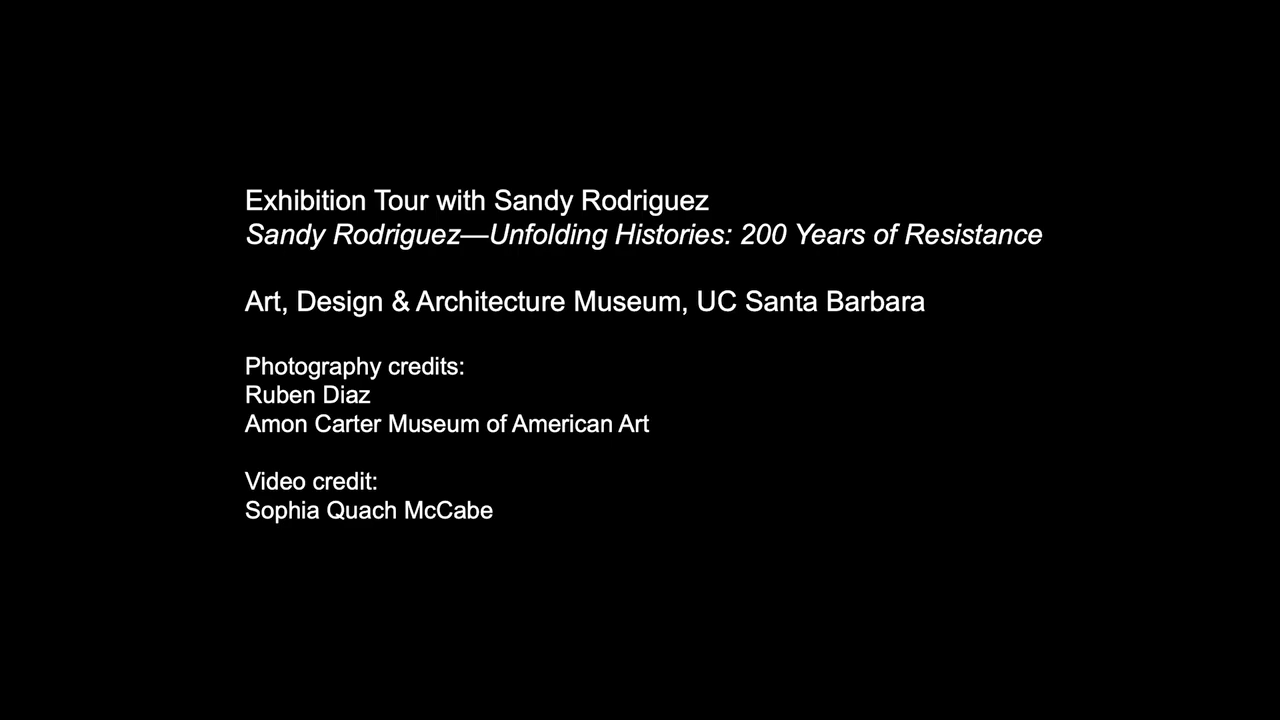 Exhibition Tour with Sandy Rodriguez
Sandy Rodriguez—Unfolding Histories: 200 Years of Resistance
Art, Design & Architecture Museum, UC Santa Barbara
Photography credits:
Ruben Diaz
Amon Carter Museum of American Art
Video credit:
Sophia Quach McCabe